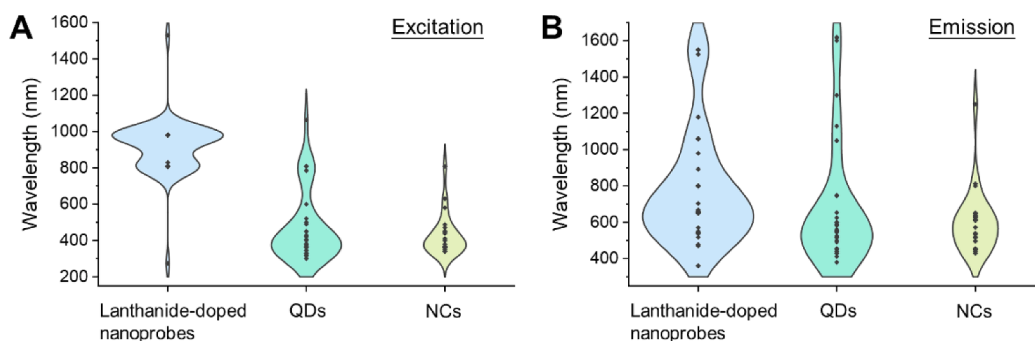 A
Excitation
Wavelength (nm)
1600
1400
1200
1000
800
600
400
200
Lanthanide-doped
nanoprobes
QDs
NCs
B
Emission
Wavelength (nm)
1600
1400
1200
1000
800
600
400
Lanthanide-doped
nanoprobes
QDs
NCs